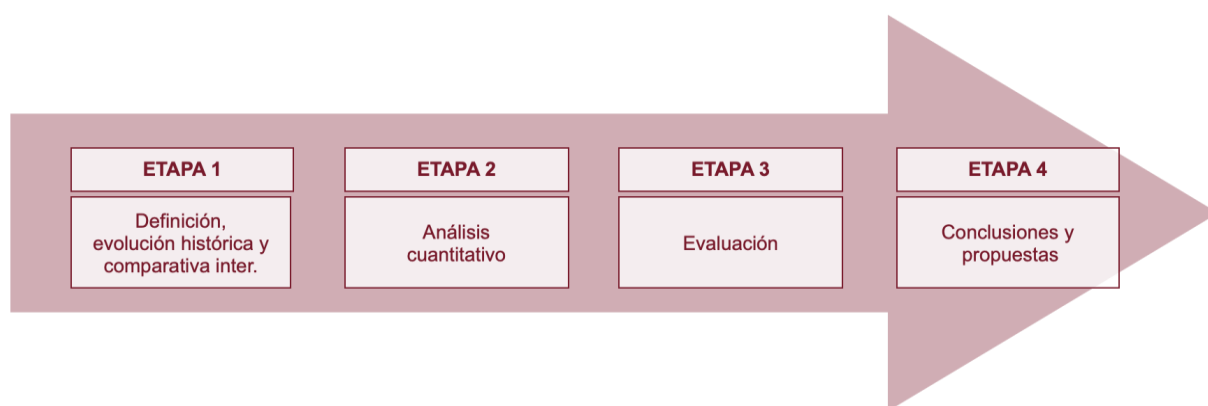 ETAPA 1
Definición,
evolución histórica y
comparativa inter.
ETAPA 2
Análisis
cuantitativo
ETAPA 3
Evaluación
ETAPA 4
Conclusiones y
propuestas